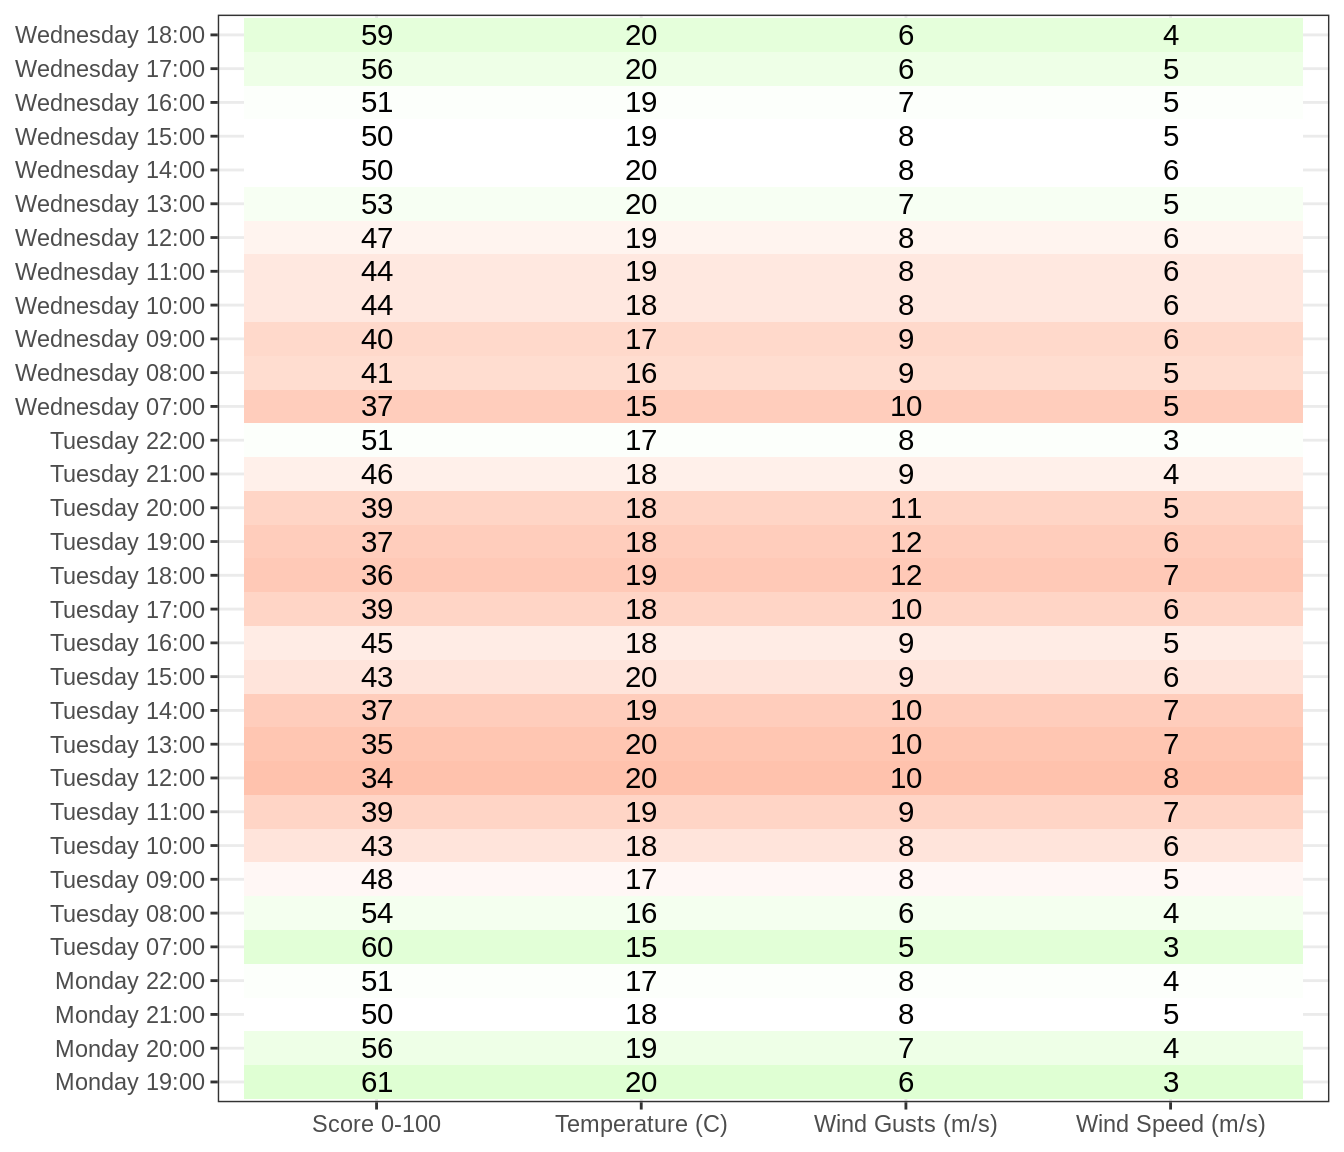 Wednesday 18:00 59 20 6 4
Wednesday 17:00 56 20 6 5
Wednesday 16:00 51 19 7 5
Wednesday 15:00 50 19 8 5
Wednesday 14:00 50 20 8 6
Wednesday 13:00 53 20 7 5
Wednesday 12:00 47 19 8 6
Wednesday 11:00 44 19 8 6
Wednesday 10:00 44 18 8 6
Wednesday 09:00 40 17 9 6
Wednesday 08:00 41 16 9 5
Wednesday 07:00 37 15 10 5
Tuesday 22:00 51 17 8 3
Tuesday 21:00 46 18 9 4
Tuesday 20:00 39 18 11 5
Tuesday 19:00 37 18 12 6
Tuesday 18:00 36 19 12 7
Tuesday 17:00 39 18 10 6
Tuesday 16:00 45 18 9 5
Tuesday 15:00 43 20 9 6
Tuesday 14:00 37 19 10 7
Tuesday 13:00 35 20 10 7
Tuesday 12:00 34 20 10 8
Tuesday 11:00 39 19 9 7
Tuesday 10:00 43 18 8 6
Tuesday 09:00 48 17 8 5
Tuesday 08:00 54 16 6 4
Tuesday 07:00 60 15 5 3
Monday 22:00 51 17 8 4
Monday 21:00 50 18 8 5
Monday 20:00 56 19 7 4
Monday 19:00 61 20 6 3
Score 0-100 Temperature (C) Wind Gusts (m/s) Wind Speed (m/s)